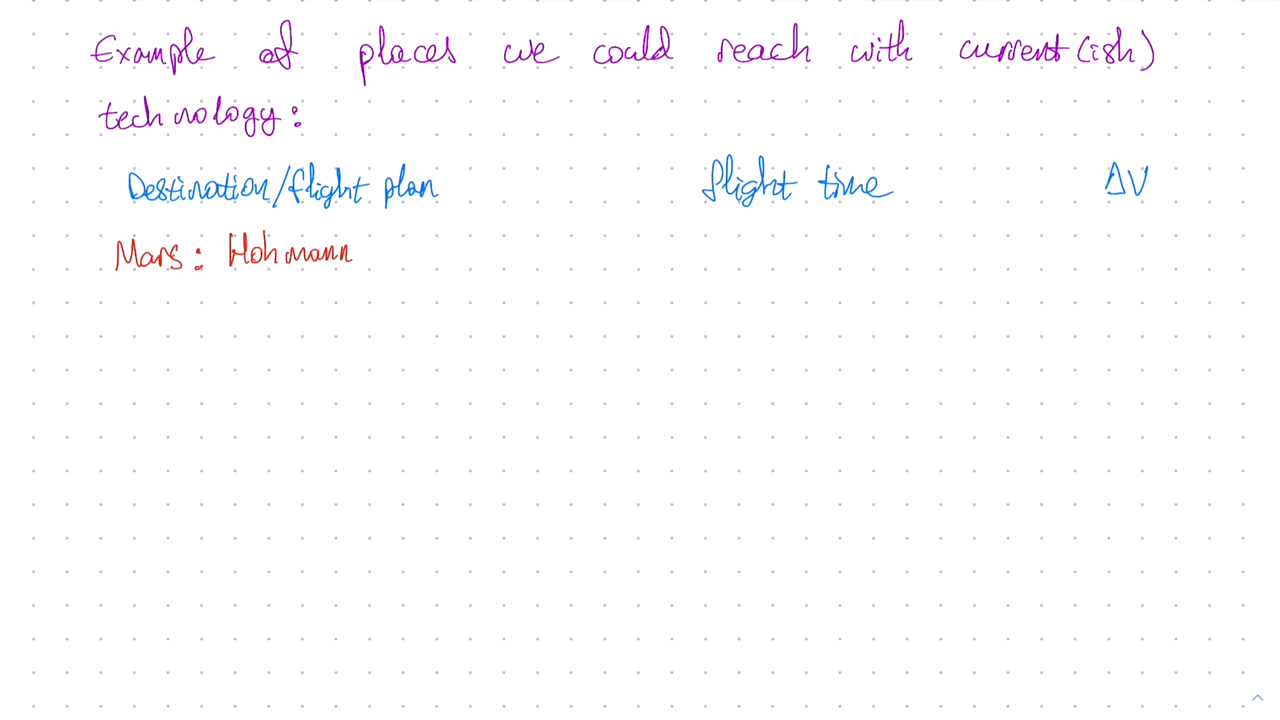 Example of places we could reach with current(ish)
technology:
Destination/flight plan flight time ΔV
Mars: Hohmann